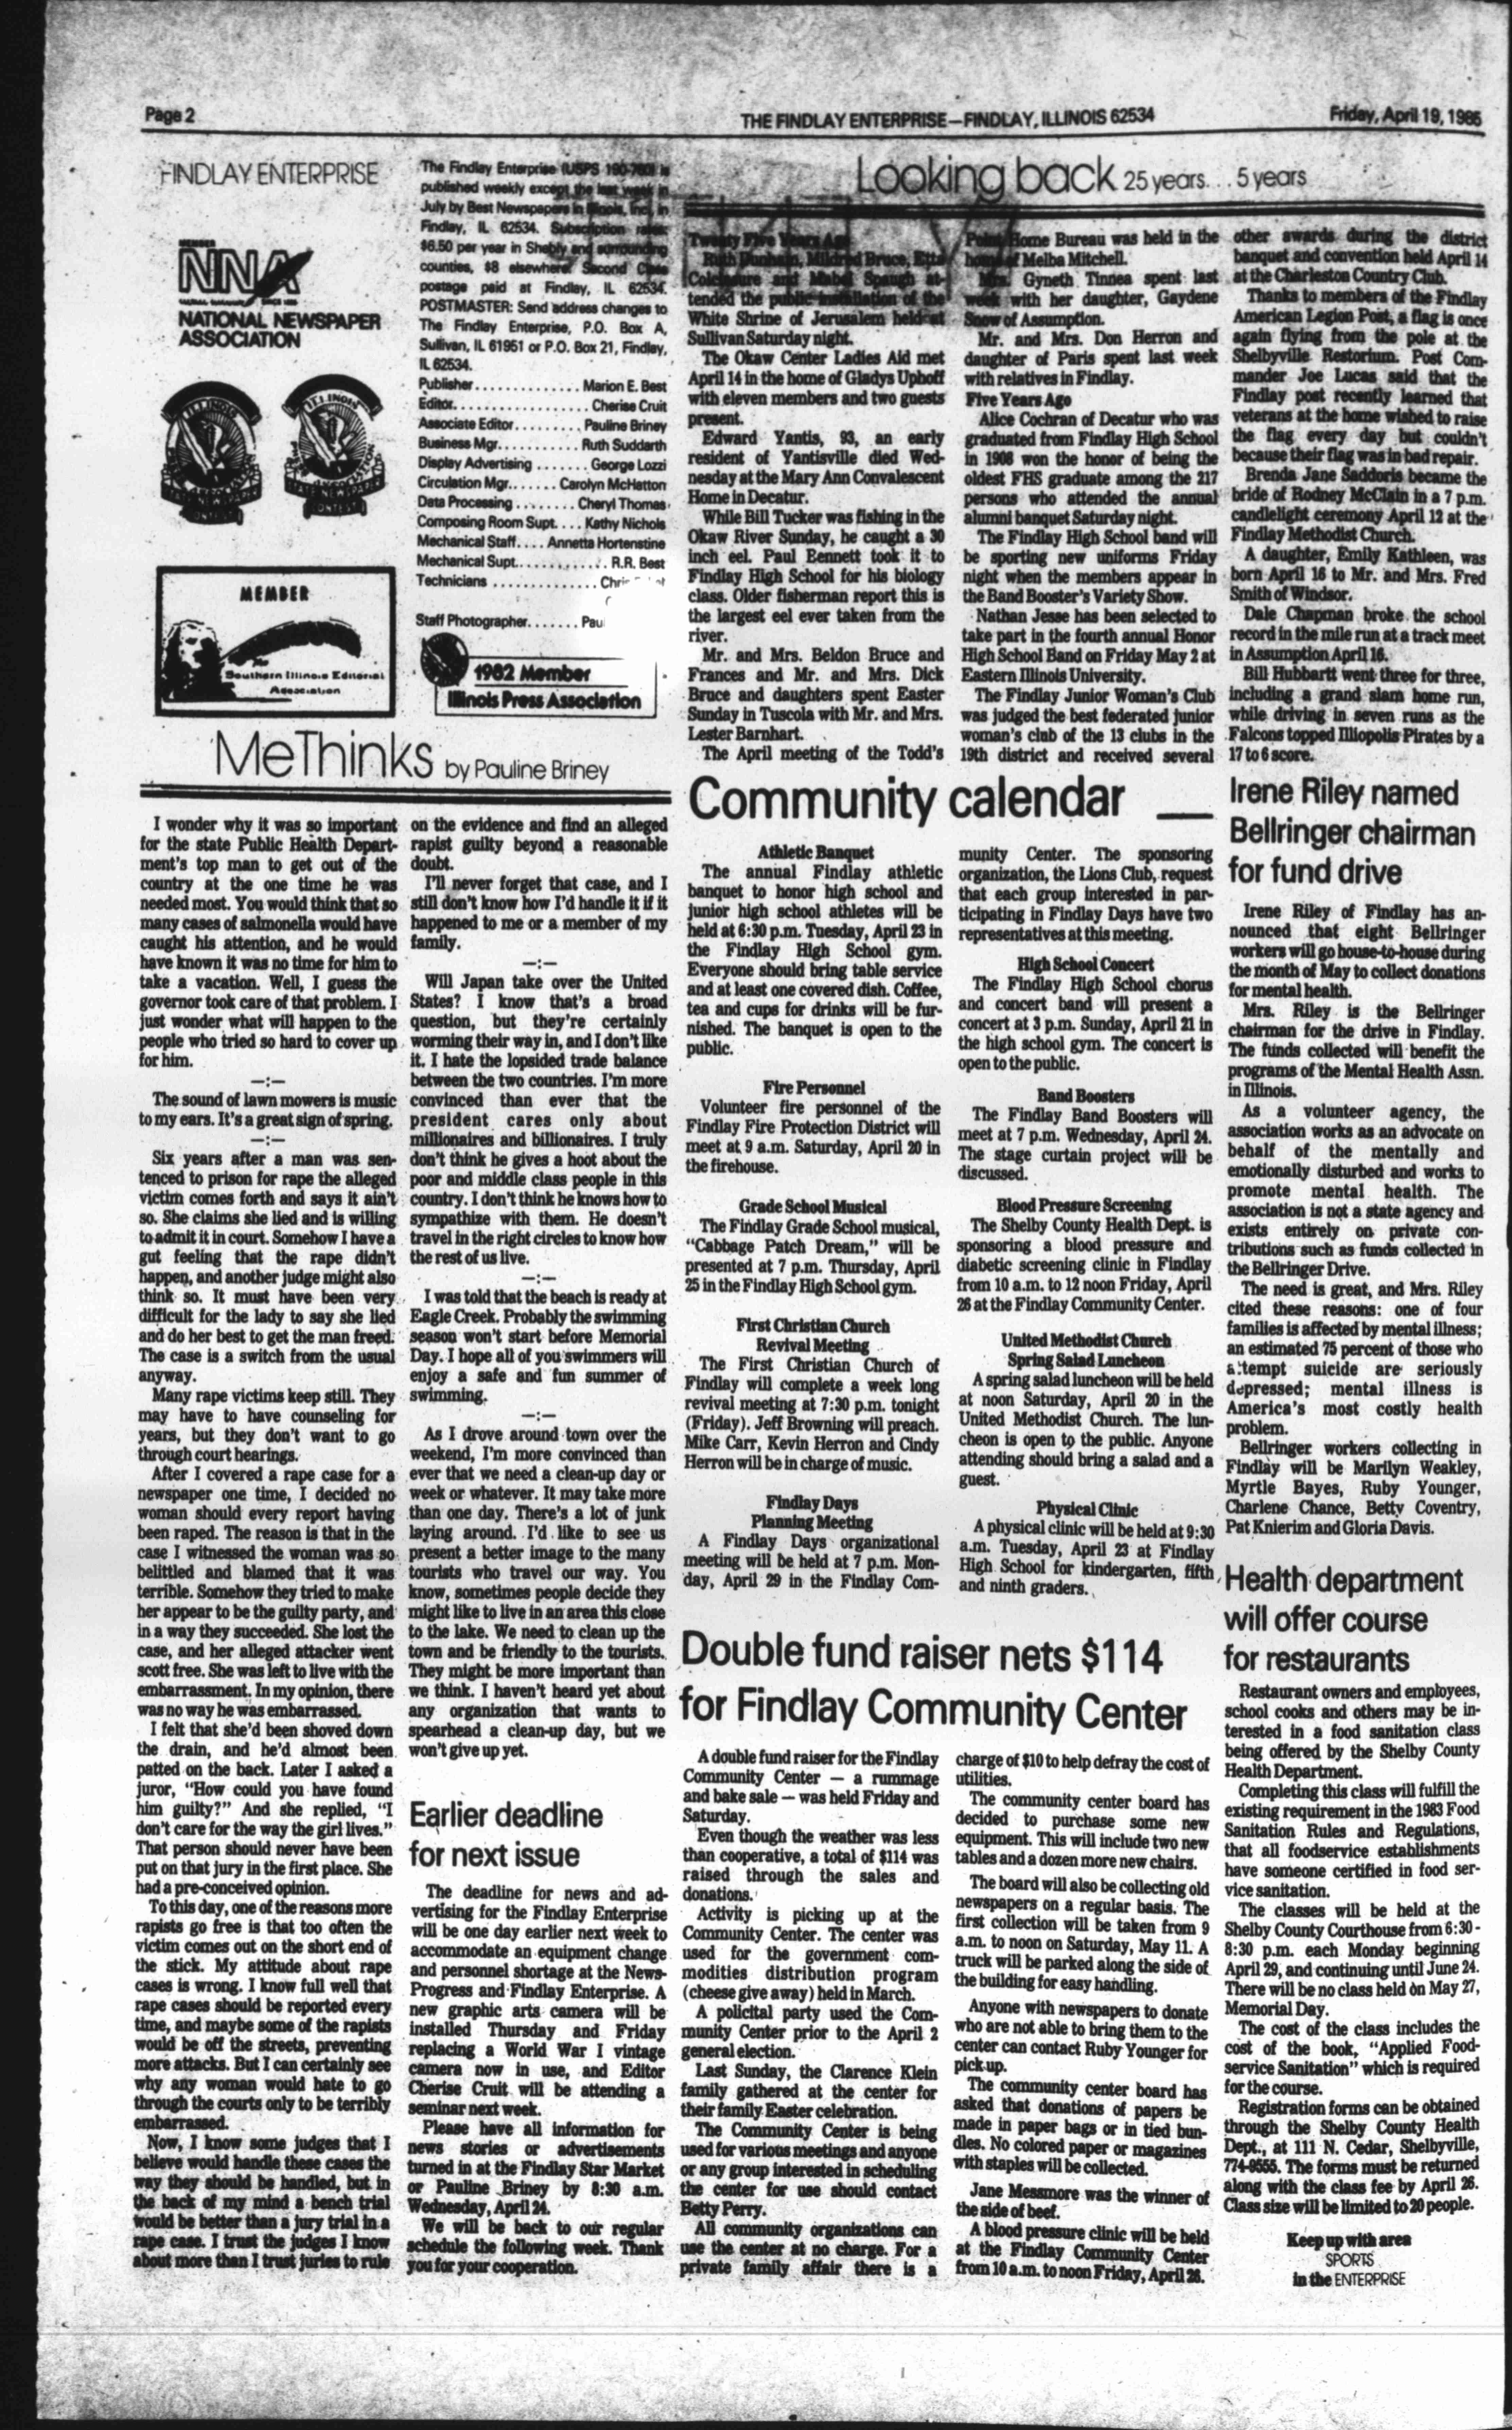 Page 2
THE FINDLAY ENTERPRISE—FINDLAY, ILLINOIS 62534
Friday, April 19, 1985
FINDLAY ENTERPRISE
MEMBER
NNA
NATIONAL NEWSPAPER
ASSOCIATION
MEMBER
Southern Illinois Editorial
Association
The Findlay Enterprise (USPS 190-760) is
published weekly except the last week in
July by Best Newspapers in Illinois, Inc., in
Findlay, IL 62534. Subscription rates:
$6.50 per year in Shelby and surrounding
counties, $8 elsewhere. Second Class
postage paid at Findlay, IL 62534.
POSTMASTER: Send address changes to
The Findlay Enterprise, P.O. Box A,
Sullivan, IL 61951 or P.O. Box 21, Findlay,
IL 62534.
Publisher . . . . . . . . . . . . . Marion E. Best
Editor. . . . . . . . . . . . . . . . . Cherise Cruit
Associate Editor . . . . . . . . . Pauline Briney
Business Mgr. . . . . . . . . . . Ruth Suddarth
Display Advertising . . . . . . . George Lozzi
Circulation Mgr. . . . . . Carolyn McHatton
Data Processing . . . . . . . . Cheryl Thomas
Composing Room Supt. . . . Kathy Nichols
Mechanical Staff. . . . Annetta Hortenstine
Mechanical Supt. . . . . . . . . . . . R.R. Best
Technicians . . . . . . . . . . . . .
Staff Photographer. . . . . . .
1982 Member
Illinois Press Association
Looking back 25 years. . . 5 years
Twenty Five Years Ago
Ruth Dunham, Mildred Bruce, Etta
Colclasure and Mabel Spaugh at-
tended the public installation of the
White Shrine of Jerusalem held at
Sullivan Saturday night.
The Okaw Center Ladies Aid met
April 14 in the home of Gladys Uphoff
with eleven members and two guests
present.
Edward Yantis, 93, an early
resident of Yantisville died Wed-
nesday at the Mary Ann Convalescent
Home in Decatur.
While Bill Tucker was fishing in the
Okaw River Sunday, he caught a 30
inch eel. Paul Bennett took it to
Findlay High School for his biology
class. Older fisherman report this is
the largest eel ever taken from the
river.
Mr. and Mrs. Beldon Bruce and
Frances and Mr. and Mrs. Dick
Bruce and daughters spent Easter
Sunday in Tuscola with Mr. and Mrs.
Lester Barnhart.
The April meeting of the Todd's
Point Home Bureau was held in the
home of Melba Mitchell.
Mrs. Gyneth Tinnea spent last
week with her daughter, Gaydene
Snow of Assumption.
Mr. and Mrs. Don Herron and
daughter of Paris spent last week
with relatives in Findlay.
Five Years Ago
Alice Cochran of Decatur who was
graduated from Findlay High School
in 1908 won the honor of being the
oldest FHS graduate among the 217
persons who attended the annual
alumni banquet Saturday night.
The Findlay High School band will
be sporting new uniforms Friday
night when the members appear in
the Band Booster's Variety Show.
Nathan Jesse has been selected to
take part in the fourth annual Honor
High School Band on Friday May 2 at
Eastern Illinois University.
The Findlay Junior Woman's Club
was judged the best federated junior
woman's club of the 13 clubs in the
19th district and received several
other awards during the district
banquet and convention held April 14
at the Charleston Country Club.
Thanks to members of the Findlay
American Legion Post, a flag is once
again flying from the pole at the
Shelbyville Restorium. Post Com-
mander Joe Lucas said that the
Findlay post recently learned that
veterans at the home wished to raise
the flag every day but couldn't
because their flag was in bad repair.
Brenda Jane Saddoris became the
bride of Rodney McClain in a 7 p.m.
candlelight ceremony April 12 at the
Findlay Methodist Church.
A daughter, Emily Kathleen, was
born April 16 to Mr. and Mrs. Fred
Smith of Windsor.
Dale Chapman broke the school
record in the mile run at a track meet
in Assumption April 16.
Bill Hubbartt went three for three,
including a grand slam home run,
while driving in seven runs as the
Falcons topped Illiopolis Pirates by a
17 to 6 score.
MeThinks by Pauline Briney
I wonder why it was so important
for the state Public Health Depart-
ment's top man to get out of the
country at the one time he was
needed most. You would think that so
many cases of salmonella would have
caught his attention, and he would
have known it was no time for him to
take a vacation. Well, I guess the
governor took care of that problem. I
just wonder what will happen to the
people who tried so hard to cover up
for him.
—:—
The sound of lawn mowers is music
to my ears. It's a great sign of spring.
—:—
Six years after a man was sen-
tenced to prison for rape the alleged
victim comes forth and says it ain't
so. She claims she lied and is willing
to admit it in court. Somehow I have a
gut feeling that the rape didn't
happen, and another judge might also
think so. It must have been very
difficult for the lady to say she lied
and do her best to get the man freed.
The case is a switch from the usual
anyway.
Many rape victims keep still. They
may have to have counseling for
years, but they don't want to go
through court hearings.
After I covered a rape case for a
newspaper one time, I decided no
woman should every report having
been raped. The reason is that in the
case I witnessed the woman was so
belittled and blamed that it was
terrible. Somehow they tried to make
her appear to be the guilty party, and
in a way they succeeded. She lost the
case, and her alleged attacker went
scott free. She was left to live with the
embarrassment. In my opinion, there
was no way he was embarrassed.
I felt that she'd been shoved down
the drain, and he'd almost been
patted on the back. Later I asked a
juror, "How could you have found
him guilty?" And she replied, "I
don't care for the way the girl lives."
That person should never have been
put on that jury in the first place. She
had a pre-conceived opinion.
To this day, one of the reasons more
rapists go free is that too often the
victim comes out on the short end of
the stick. My attitude about rape
cases is wrong. I know full well that
rape cases should be reported every
time, and maybe some of the rapists
would be off the streets, preventing
more attacks. But I can certainly see
why any woman would hate to go
through the courts only to be terribly
embarrassed.
Now, I know some judges that I
believe would handle these cases the
way they should be handled, but in
the back of my mind a bench trial
would be better than a jury trial in a
rape case. I trust the judges I know
about more than I trust juries to rule
on the evidence and find an alleged
rapist guilty beyond a reasonable
doubt.
I'll never forget that case, and I
still don't know how I'd handle it if it
happened to me or a member of my
family.
—:—
Will Japan take over the United
States? I know that's a broad
question, but they're certainly
worming their way in, and I don't like
it. I hate the lopsided trade balance
between the two countries. I'm more
convinced than ever that the
president cares only about
millionaires and billionaires. I truly
don't think he gives a hoot about the
poor and middle class people in this
country. I don't think he knows how to
sympathize with them. He doesn't
travel in the right circles to know how
the rest of us live.
—:—
I was told that the beach is ready at
Eagle Creek. Probably the swimming
season won't start before Memorial
Day. I hope all of you swimmers will
enjoy a safe and fun summer of
swimming.
—:—
As I drove around town over the
weekend, I'm more convinced than
ever that we need a clean-up day or
week or whatever. It may take more
than one day. There's a lot of junk
laying around. I'd like to see us
present a better image to the many
tourists who travel our way. You
know, sometimes people decide they
might like to live in an area this close
to the lake. We need to clean up the
town and be friendly to the tourists.
They might be more important than
we think. I haven't heard yet about
any organization that wants to
spearhead a clean-up day, but we
won't give up yet.
Earlier deadline
for next issue
The deadline for news and ad-
vertising for the Findlay Enterprise
will be one day earlier next week to
accommodate an equipment change
and personnel shortage at the News-
Progress and Findlay Enterprise. A
new graphic arts camera will be
installed Thursday and Friday
replacing a World War I vintage
camera now in use, and Editor
Cherise Cruit will be attending a
seminar next week.
Please have all information for
news stories or advertisements
turned in at the Findlay Star Market
or Pauline Briney by 8:30 a.m.
Wednesday, April 24.
We will be back to our regular
schedule the following week. Thank
you for your cooperation.
Community calendar
Athletic Banquet
The annual Findlay athletic
banquet to honor high school and
junior high school athletes will be
held at 6:30 p.m. Tuesday, April 23 in
the Findlay High School gym.
Everyone should bring table service
and at least one covered dish. Coffee,
tea and cups for drinks will be fur-
nished. The banquet is open to the
public.
Fire Personnel
Volunteer fire personnel of the
Findlay Fire Protection District will
meet at 9 a.m. Saturday, April 20 in
the firehouse.
Grade School Musical
The Findlay Grade School musical,
"Cabbage Patch Dream," will be
presented at 7 p.m. Thursday, April
25 in the Findlay High School gym.
First Christian Church
Revival Meeting
The First Christian Church of
Findlay will complete a week long
revival meeting at 7:30 p.m. tonight
(Friday). Jeff Browning will preach.
Mike Carr, Kevin Herron and Cindy
Herron will be in charge of music.
Findlay Days
Planning Meeting
A Findlay Days organizational
meeting will be held at 7 p.m. Mon-
day, April 29 in the Findlay Com-
munity Center. The sponsoring
organization, the Lions Club, request
that each group interested in par-
ticipating in Findlay Days have two
representatives at this meeting.
High School Concert
The Findlay High School chorus
and concert band will present a
concert at 3 p.m. Sunday, April 21 in
the high school gym. The concert is
open to the public.
Band Boosters
The Findlay Band Boosters will
meet at 7 p.m. Wednesday, April 24.
The stage curtain project will be
discussed.
Blood Pressure Screening
The Shelby County Health Dept. is
sponsoring a blood pressure and
diabetic screening clinic in Findlay
from 10 a.m. to 12 noon Friday, April
26 at the Findlay Community Center.
United Methodist Church
Spring Salad Luncheon
A spring salad luncheon will be held
at noon Saturday, April 20 in the
United Methodist Church. The lun-
cheon is open to the public. Anyone
attending should bring a salad and a
guest.
Physical Clinic
A physical clinic will be held at 9:30
a.m. Tuesday, April 23 at Findlay
High School for kindergarten, fifth
and ninth graders.
Double fund raiser nets $114
for Findlay Community Center
A double fund raiser for the Findlay
Community Center — a rummage
and bake sale — was held Friday and
Saturday.
Even though the weather was less
than cooperative, a total of $114 was
raised through the sales and
donations.
Activity is picking up at the
Community Center. The center was
used for the government com-
modities distribution program
(cheese give away) held in March.
A policital party used the Com-
munity Center prior to the April 2
general election.
Last Sunday, the Clarence Klein
family gathered at the center for
their family Easter celebration.
The Community Center is being
used for various meetings and anyone
or any group interested in scheduling
the center for use should contact
Betty Perry.
All community organizations can
use the center at no charge. For a
private family affair there is a
charge of $10 to help defray the cost of
utilities.
The community center board has
decided to purchase some new
equipment. This will include two new
tables and a dozen more new chairs.
The board will also be collecting old
newspapers on a regular basis. The
first collection will be taken from 9
a.m. to noon on Saturday, May 11. A
truck will be parked along the side of
the building for easy handling.
Anyone with newspapers to donate
who are not able to bring them to the
center can contact Ruby Younger for
pick up.
The community center board has
asked that donations of papers be
made in paper bags or in tied bun-
dles. No colored paper or magazines
with staples will be collected.
Jane Messmore was the winner of
the side of beef.
A blood pressure clinic will be held
at the Findlay Community Center
from 10 a.m. to noon Friday, April 26.
Irene Riley named
Bellringer chairman
for fund drive
Irene Riley of Findlay has an-
nounced that eight Bellringer
workers will go house-to-house during
the month of May to collect donations
for mental health.
Mrs. Riley is the Bellringer
chairman for the drive in Findlay.
The funds collected will benefit the
programs of the Mental Health Assn.
in Illinois.
As a volunteer agency, the
association works as an advocate on
behalf of the mentally and
emotionally disturbed and works to
promote mental health. The
association is not a state agency and
exists entirely on private con-
tributions such as funds collected in
the Bellringer Drive.
The need is great, and Mrs. Riley
cited these reasons: one of four
families is affected by mental illness;
an estimated 75 percent of those who
attempt suicide are seriously
depressed; mental illness is
America's most costly health
problem.
Bellringer workers collecting in
Findlay will be Marilyn Weakley,
Myrtle Bayes, Ruby Younger,
Charlene Chance, Betty Coventry,
Pat Knierim and Gloria Davis.
Health department
will offer course
for restaurants
Restaurant owners and employees,
school cooks and others may be in-
terested in a food sanitation class
being offered by the Shelby County
Health Department.
Completing this class will fulfill the
existing requirement in the 1983 Food
Sanitation Rules and Regulations,
that all foodservice establishments
have someone certified in food ser-
vice sanitation.
The classes will be held at the
Shelby County Courthouse from 6:30 -
8:30 p.m. each Monday beginning
April 29, and continuing until June 24.
There will be no class held on May 27,
Memorial Day.
The cost of the class includes the
cost of the book, "Applied Food-
service Sanitation" which is required
for the course.
Registration forms can be obtained
through the Shelby County Health
Dept., at 111 N. Cedar, Shelbyville,
774-9555. The forms must be returned
along with the class fee by April 26.
Class size will be limited to 20 people.
Keep up with area
SPORTS
in the ENTERPRISE